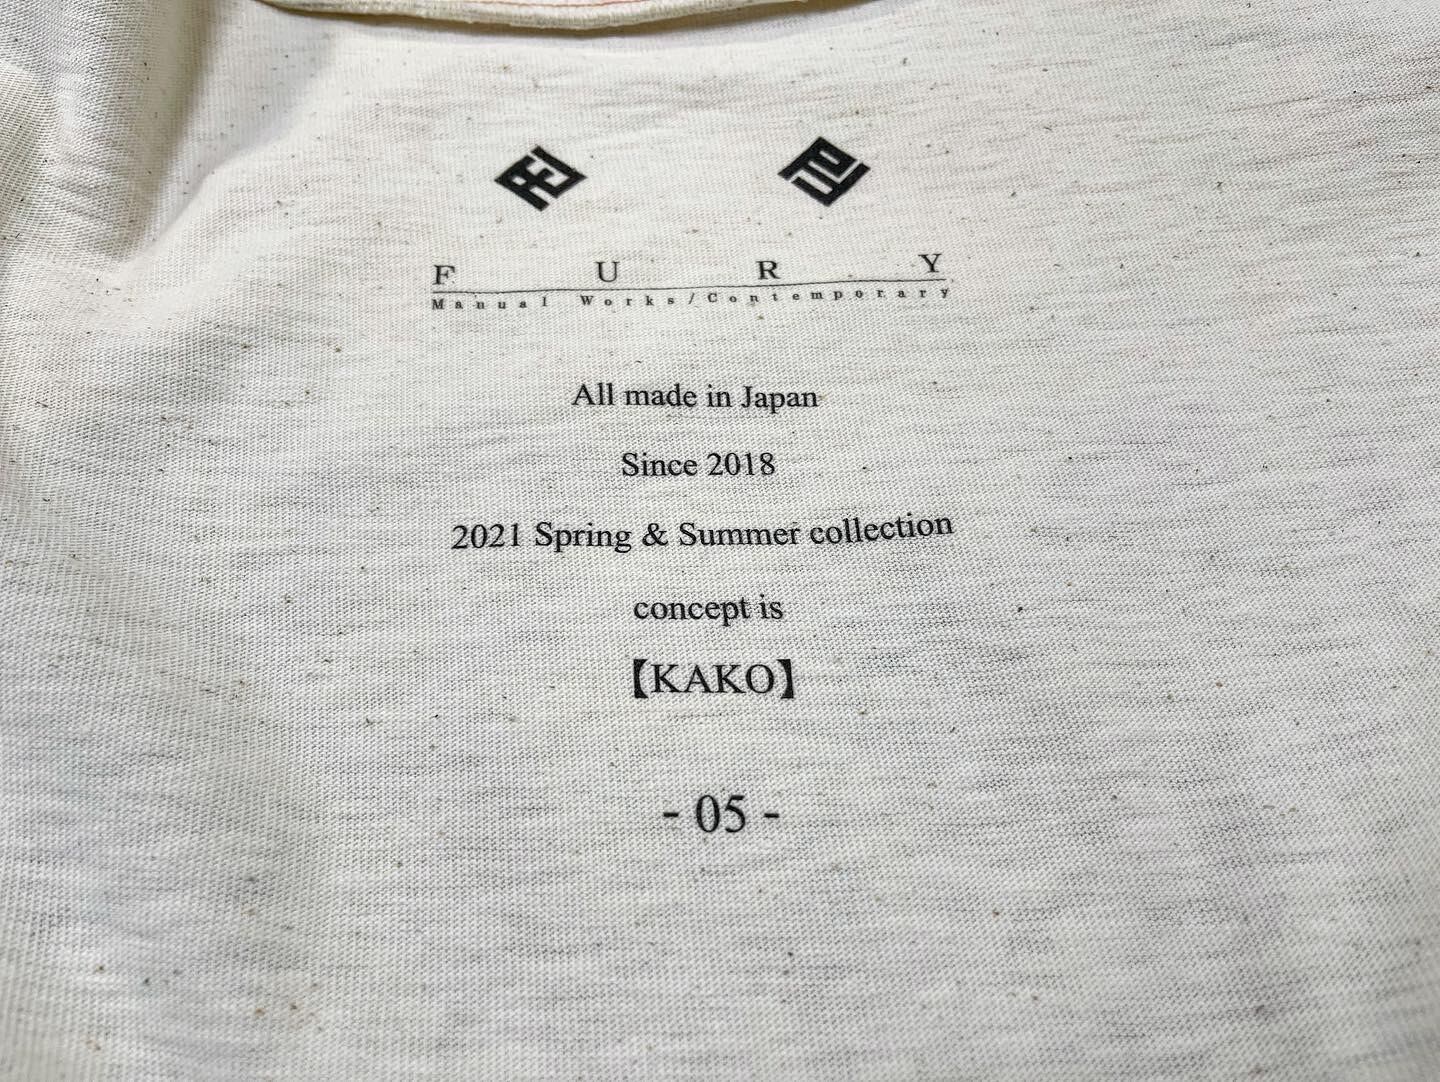 F U R Y
Manual Works/Contemporary
All made in Japan
Since 2018
2021 Spring & Summer collection
concept is
【KAKO】
- 05 -